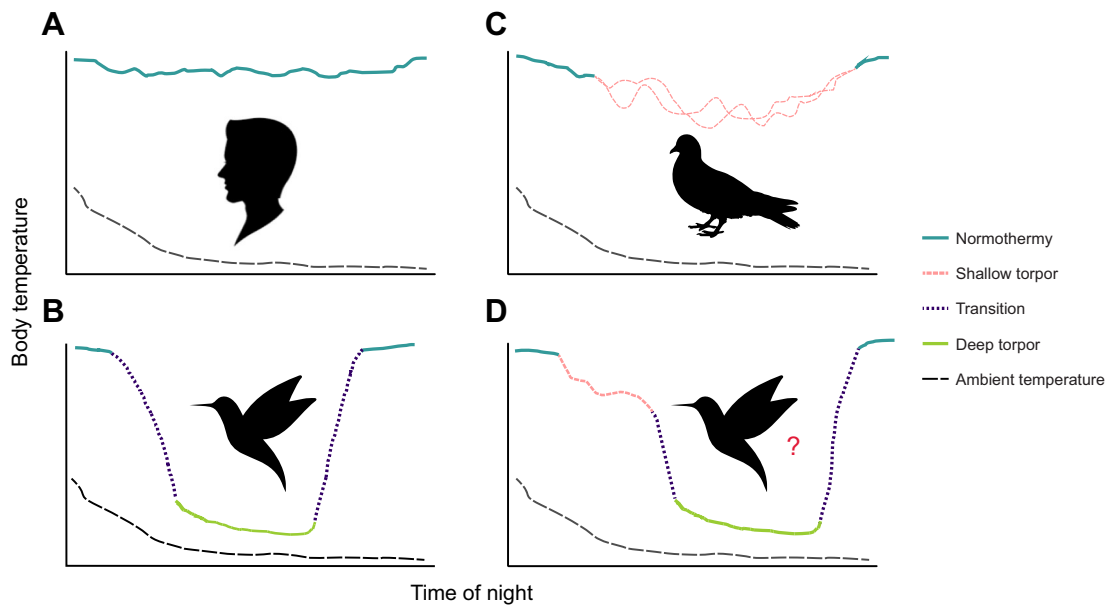 A
C
Body temperature
B
D
?
Normothermy
Shallow torpor
Transition
Deep torpor
Ambient temperature
Time of night